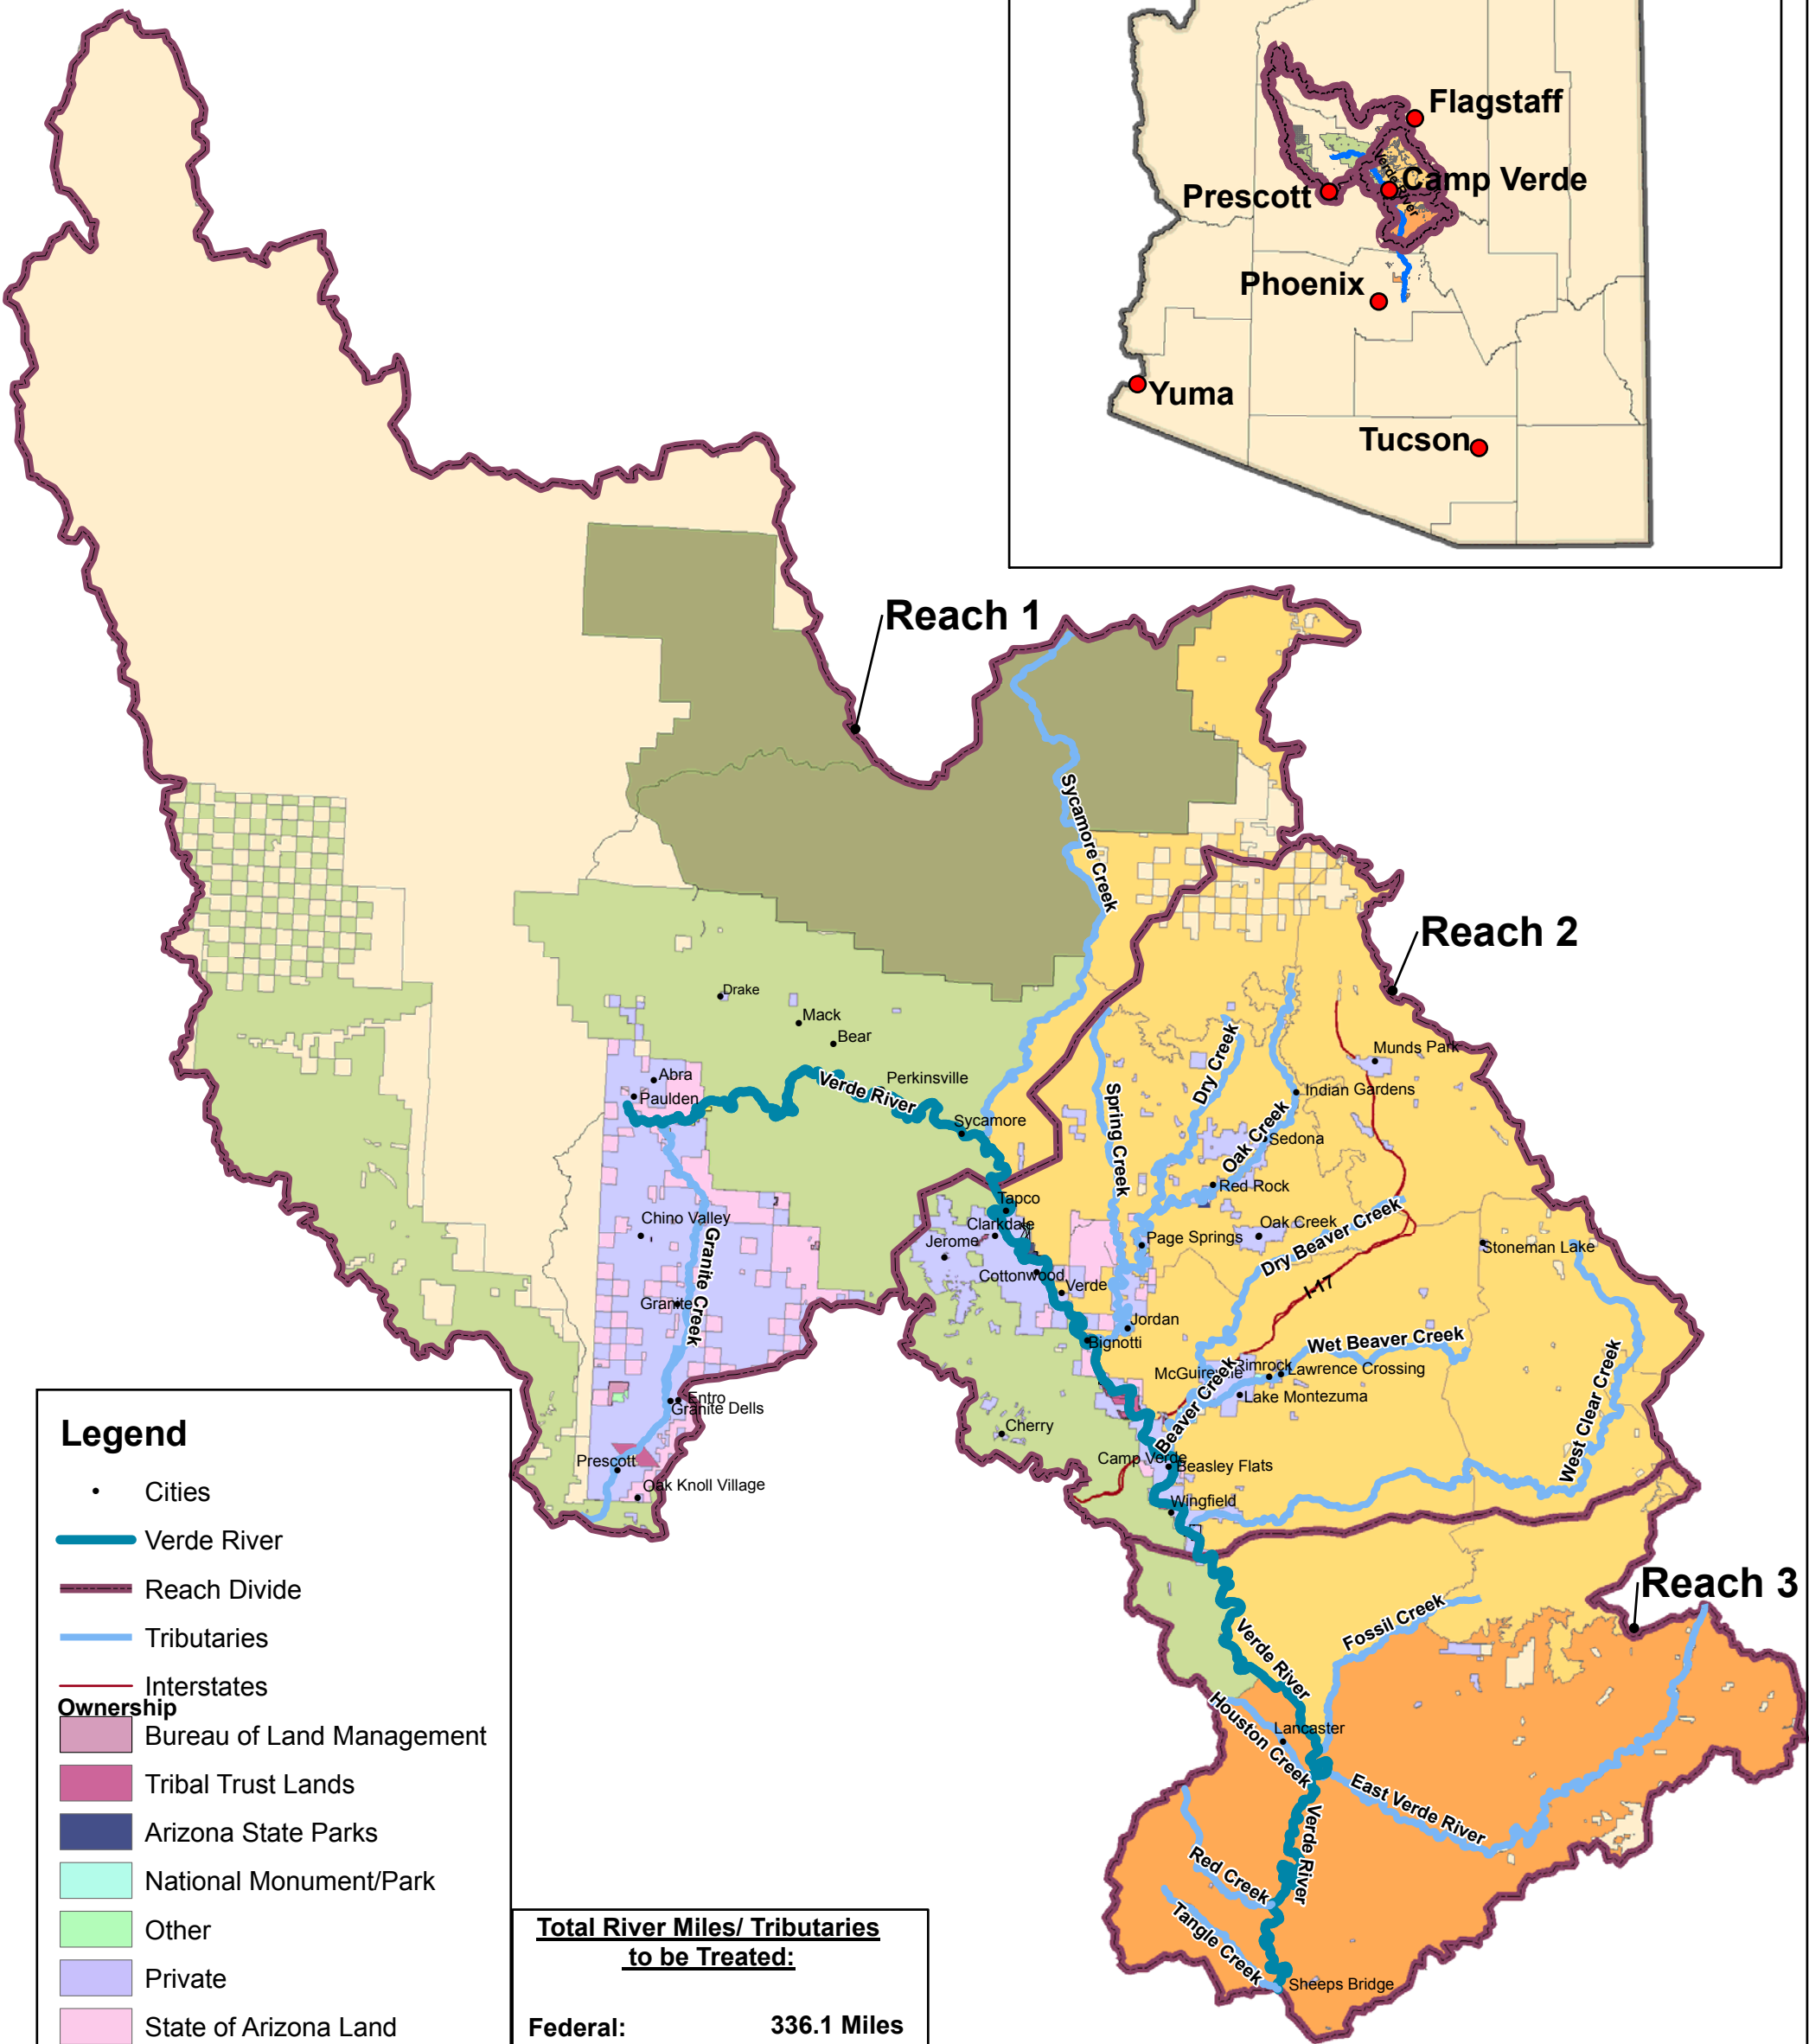 Flagstaff
Camp Verde
Verde River
Prescott
Phoenix
Yuma
Tucson
Reach 1
Reach 2
Reach 3
Sycamore Creek
Drake
Mack
Bear
Abra
Paulden
Verde River
Perkinsville
Sycamore
Chino Valley
Granite Creek
Granite
Entro
Granite Dells
Prescott
Oak Knoll Village
Spring Creek
Dry Creek
Oak Creek
Munds Park
Indian Gardens
Sedona
Red Rock
Tapco
Clarkdale
Jerome
Cottonwood
Verde
Page Springs
Oak Creek
Dry Beaver Creek
Stoneman Lake
I-17
Jordan
Bignotti
Wet Beaver Creek
McGuireville
Rimrock
Lawrence Crossing
Lake Montezuma
Beaver Creek
West Clear Creek
Cherry
Camp Verde
Beasley Flats
Wingfield
Verde River
Fossil Creek
Houston Creek
Lancaster
East Verde River
Verde River
Red Creek
Tangle Creek
Sheeps Bridge
Legend
Cities
Verde River
Reach Divide
Tributaries
Interstates
Ownership
Bureau of Land Management
Tribal Trust Lands
Arizona State Parks
National Monument/Park
Other
Private
State of Arizona Land
Total River Miles/ Tributaries
to be Treated:
Federal: 336.1 Miles